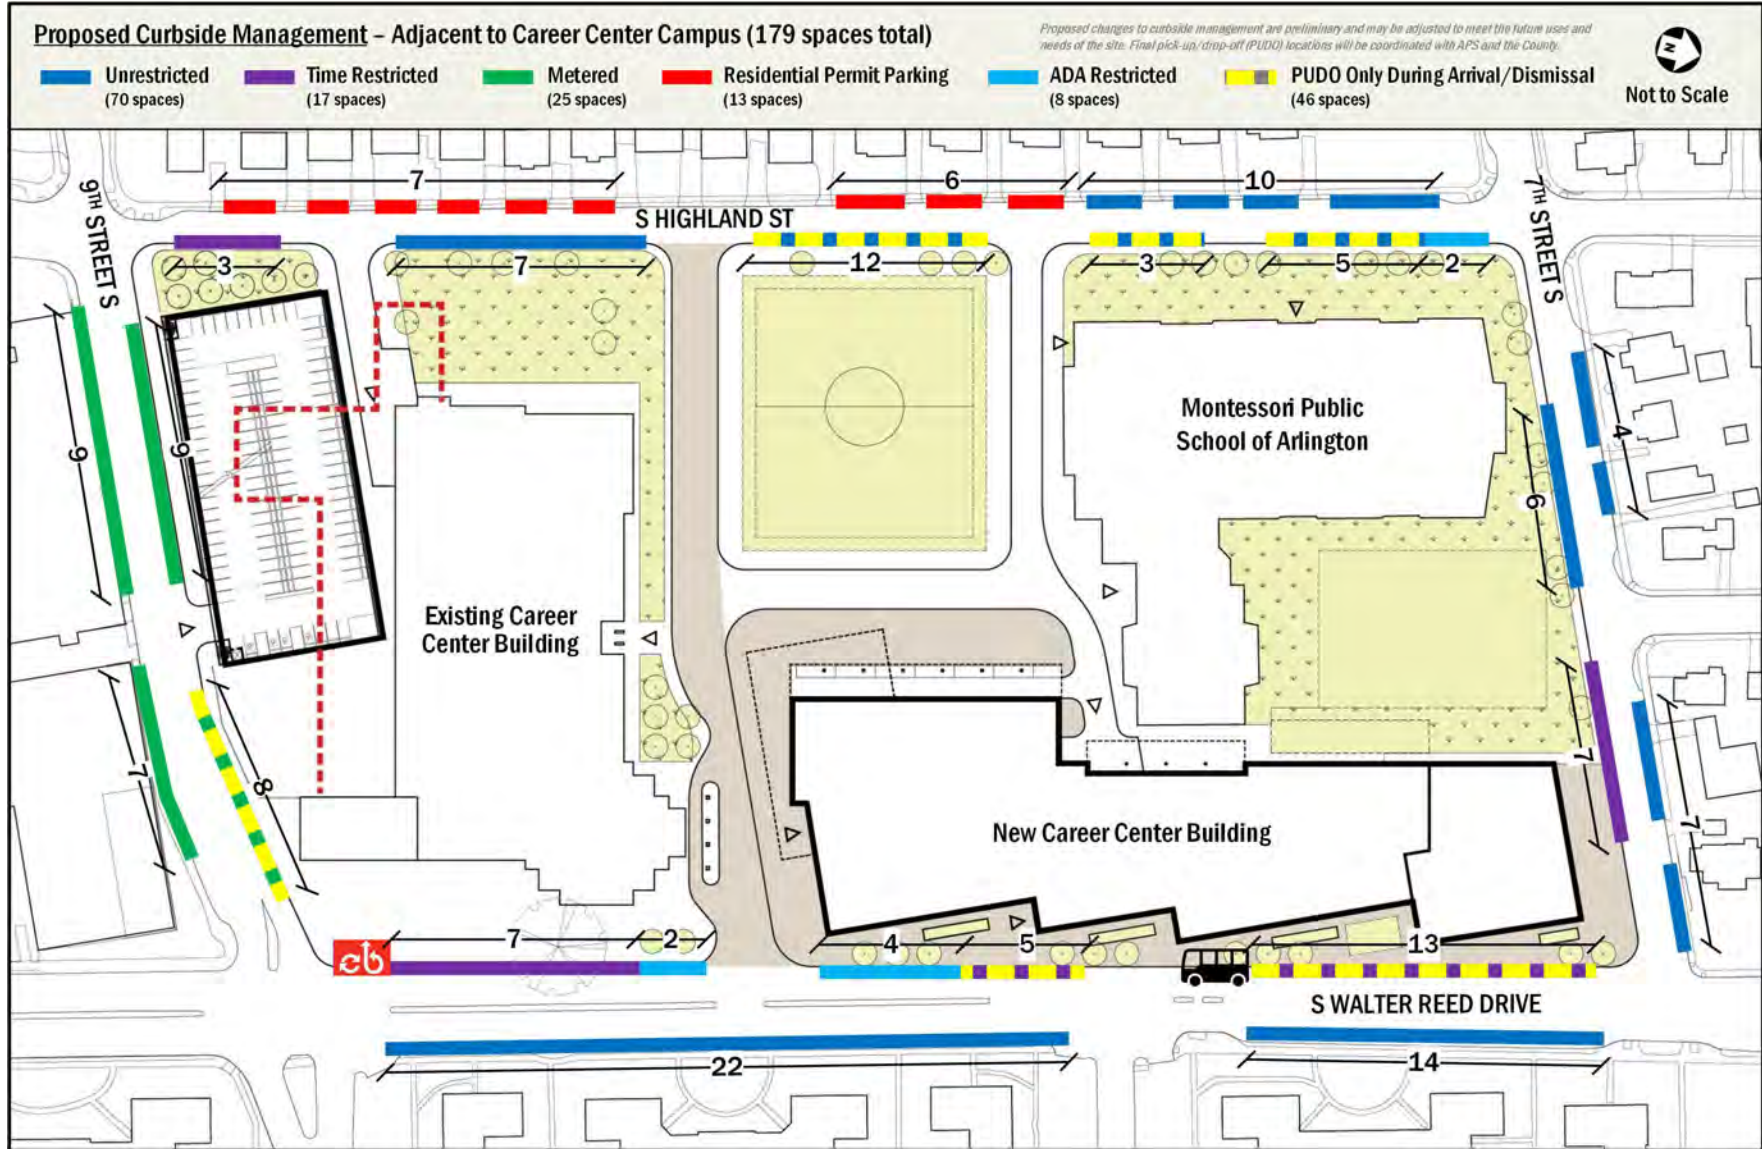 Proposed Curbside Management – Adjacent to Career Center Campus (179 spaces total)
Proposed changes to curbside management are preliminary and may be adjusted to meet the future uses and
needs of the site. Final pick-up/drop-off (PUDO) locations will be coordinated with APS and the County.
Unrestricted
(70 spaces)
Time Restricted
(17 spaces)
Metered
(25 spaces)
Residential Permit Parking
(13 spaces)
ADA Restricted
(8 spaces)
PUDO Only During Arrival/Dismissal
(46 spaces)
N
Not to Scale
7
6
10
9TH STREET S
S HIGHLAND ST
7TH STREET S
3
7
12
3
5
2
9
9
Montessori Public
School of Arlington
4
6
Existing Career
Center Building
7
8
7
7
New Career Center Building
7
2
4
5
13
cb
S WALTER REED DRIVE
22
14